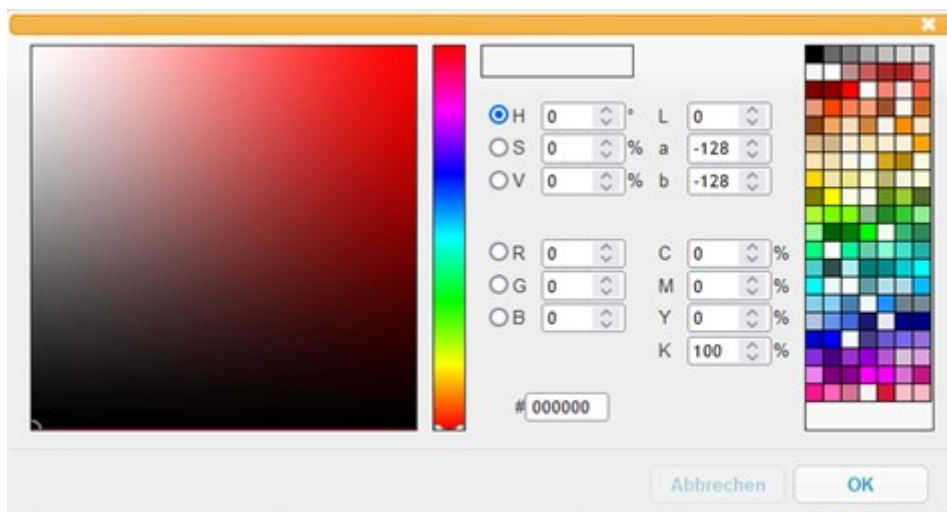 H 0 ° L 0
S 0 % a -128
V 0 % b -128
R 0 C 0 %
G 0 M 0 %
B 0 Y 0 %
K 100 %
# 000000
Abbrechen OK